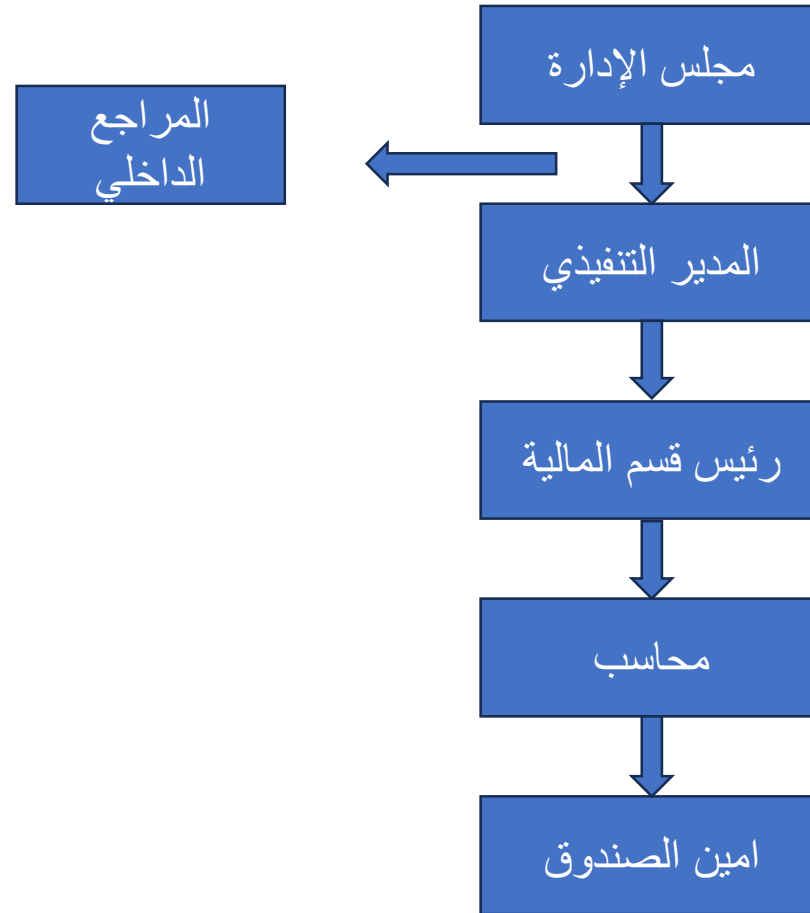 مجلس الإدارة
المراجع
الداخلي
المدير التنفيذي
رئيس قسم المالية
محاسب
امين الصندوق